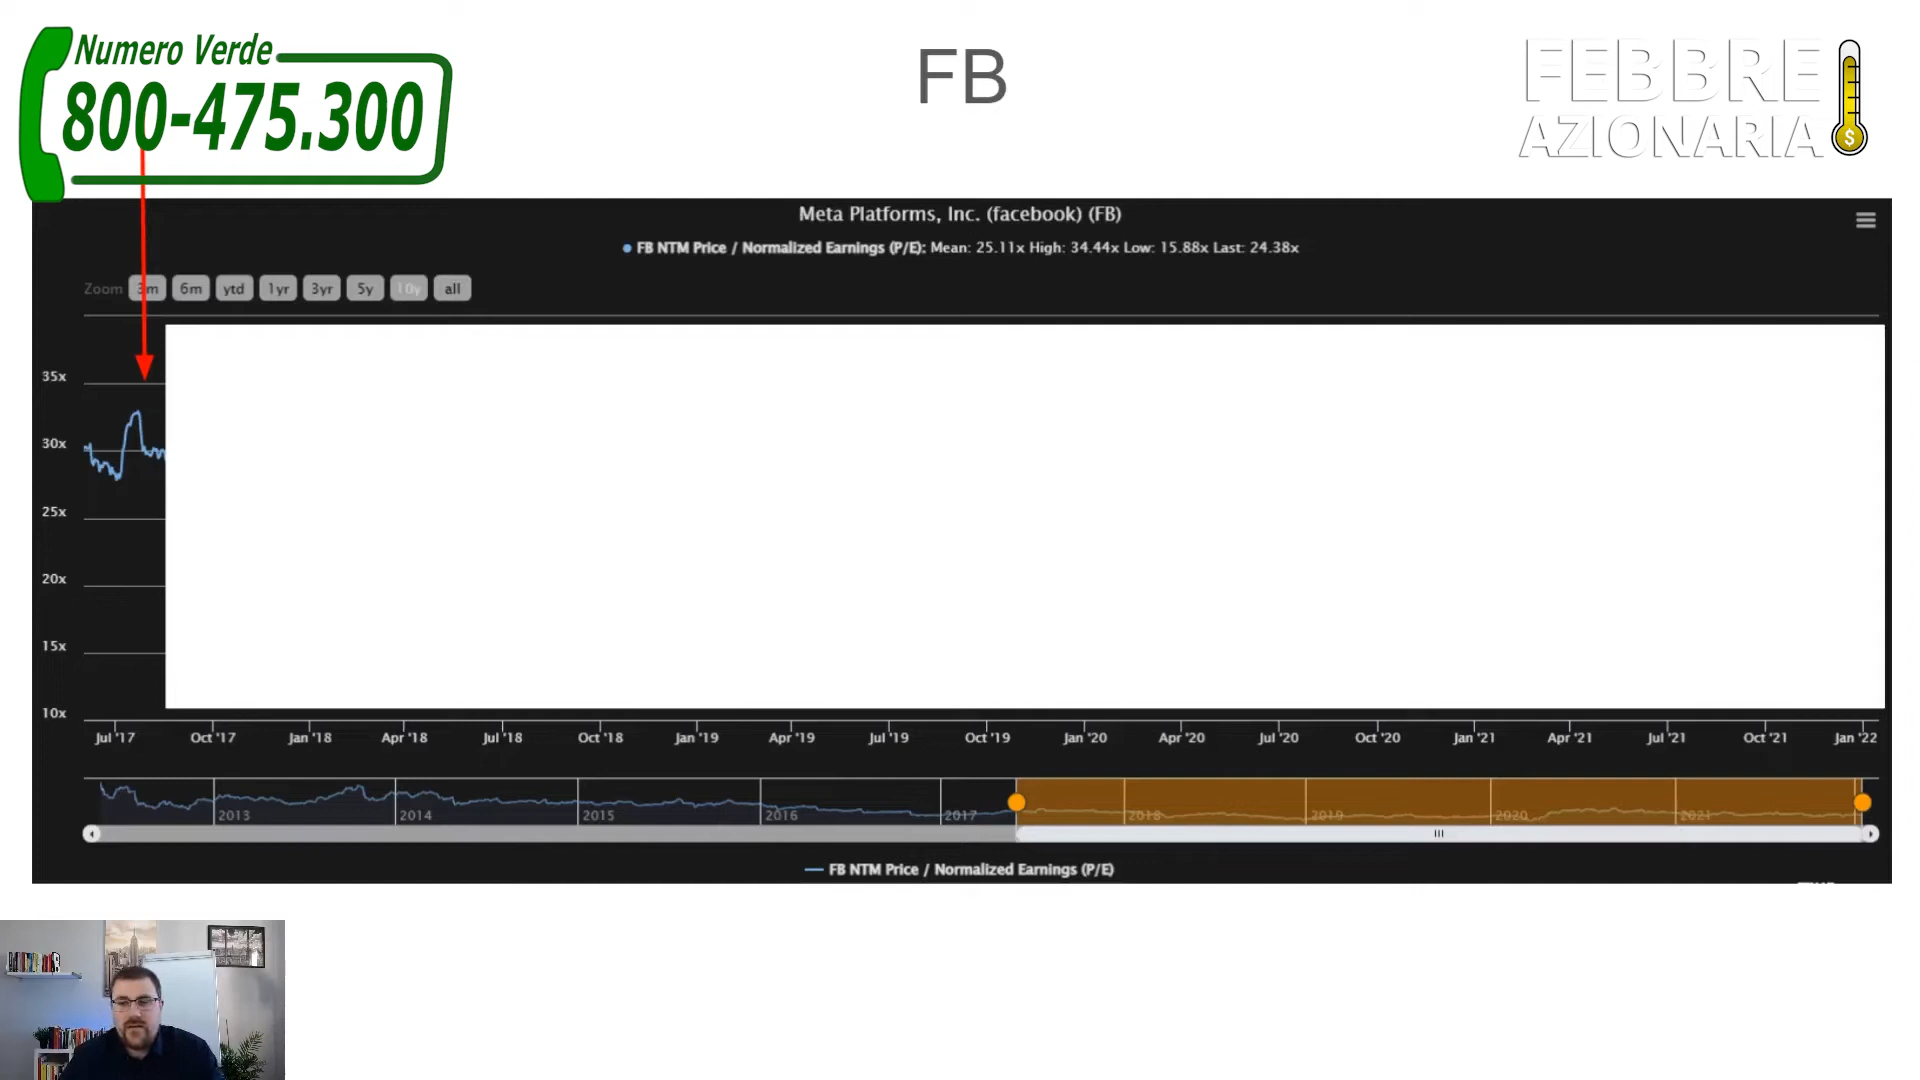 Numero Verde
800-475.300
FB
FEBBRE
AZIONARIA
$
Meta Platforms, Inc. (facebook) (FB)
FB NTM Price / Normalized Earnings (P/E): Mean: 25.11x High: 34.44x Low: 15.88x Last: 24.38x
Zoom 3m 6m ytd 1yr 3yr 5y 10y all
35x
30x
25x
20x
15x
10x
Jul '17 Oct '17 Jan '18 Apr '18 Jul '18 Oct '18 Jan '19 Apr '19 Jul '19 Oct '19 Jan '20 Apr '20 Jul '20 Oct '20 Jan '21 Apr '21 Jul '21 Oct '21 Jan '22
2013 2014 2015 2016 2017 2018 2019 2020 2021
FB NTM Price / Normalized Earnings (P/E)